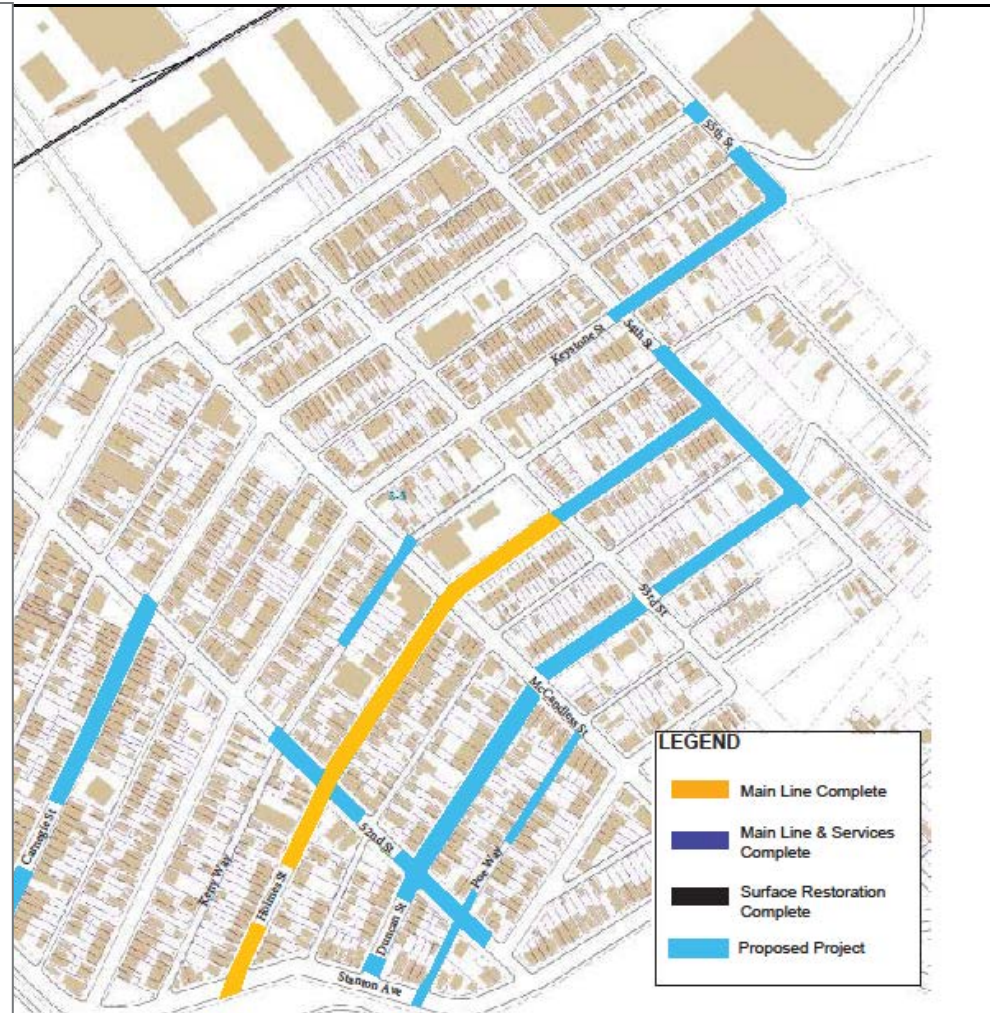 55th St
Keystone St
54th St
53rd St
McCandless St
52nd St
Carnegie St
Kerry Way
Holmes St
Duncan St
Poe Way
Stanton Ave
LEGEND
Main Line Complete
Main Line & Services
Complete
Surface Restoration
Complete
Proposed Project